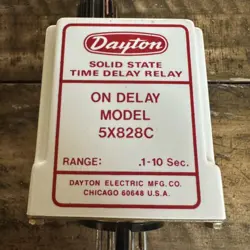 Dayton
SOLID STATE
TIME DELAY RELAY
ON DELAY
MODEL
5X828C
RANGE: .1-10 Sec.
DAYTON ELECTRIC MFG. CO.
CHICAGO 60648 U.S.A.